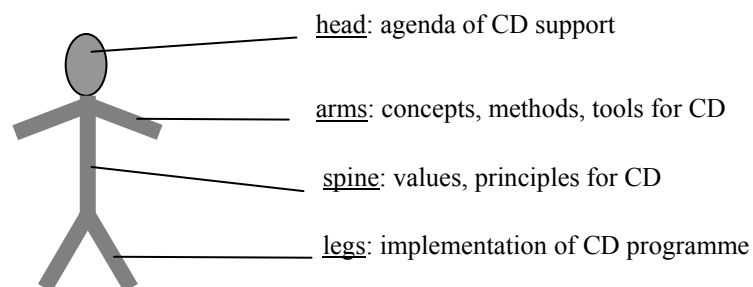 head: agenda of CD support
arms: concepts, methods, tools for CD
spine: values, principles for CD
legs: implementation of CD programme